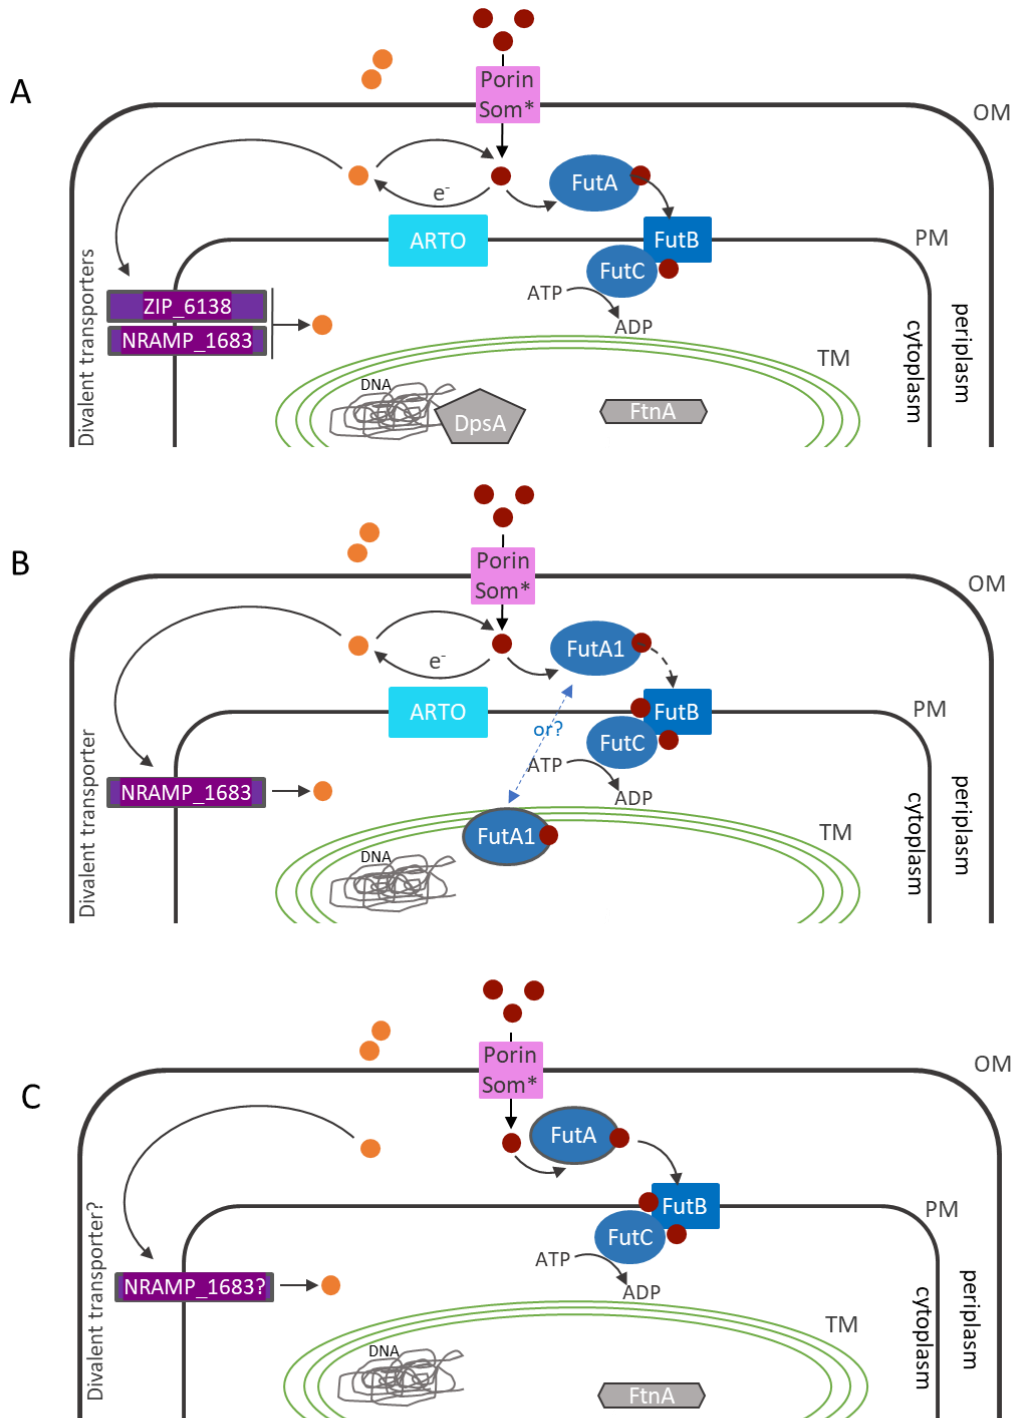 A
Porin
Som*
OM
e-
FutA
ARTO
FutB
PM
FutC
ATP
ADP
Divalent transporters
ZIP_6138
NRAMP_1683
TM
cytoplasm
periplasm
DNA
DpsA
FtnA
B
Porin
Som*
OM
e-
FutA1
ARTO
FutB
PM
or?
FutC
ATP
ADP
Divalent transporter
NRAMP_1683
TM
cytoplasm
periplasm
FutA1
DNA
C
Porin
Som*
OM
FutA
FutB
PM
FutC
ATP
ADP
Divalent transporter?
NRAMP_1683?
TM
cytoplasm
periplasm
DNA
FtnA